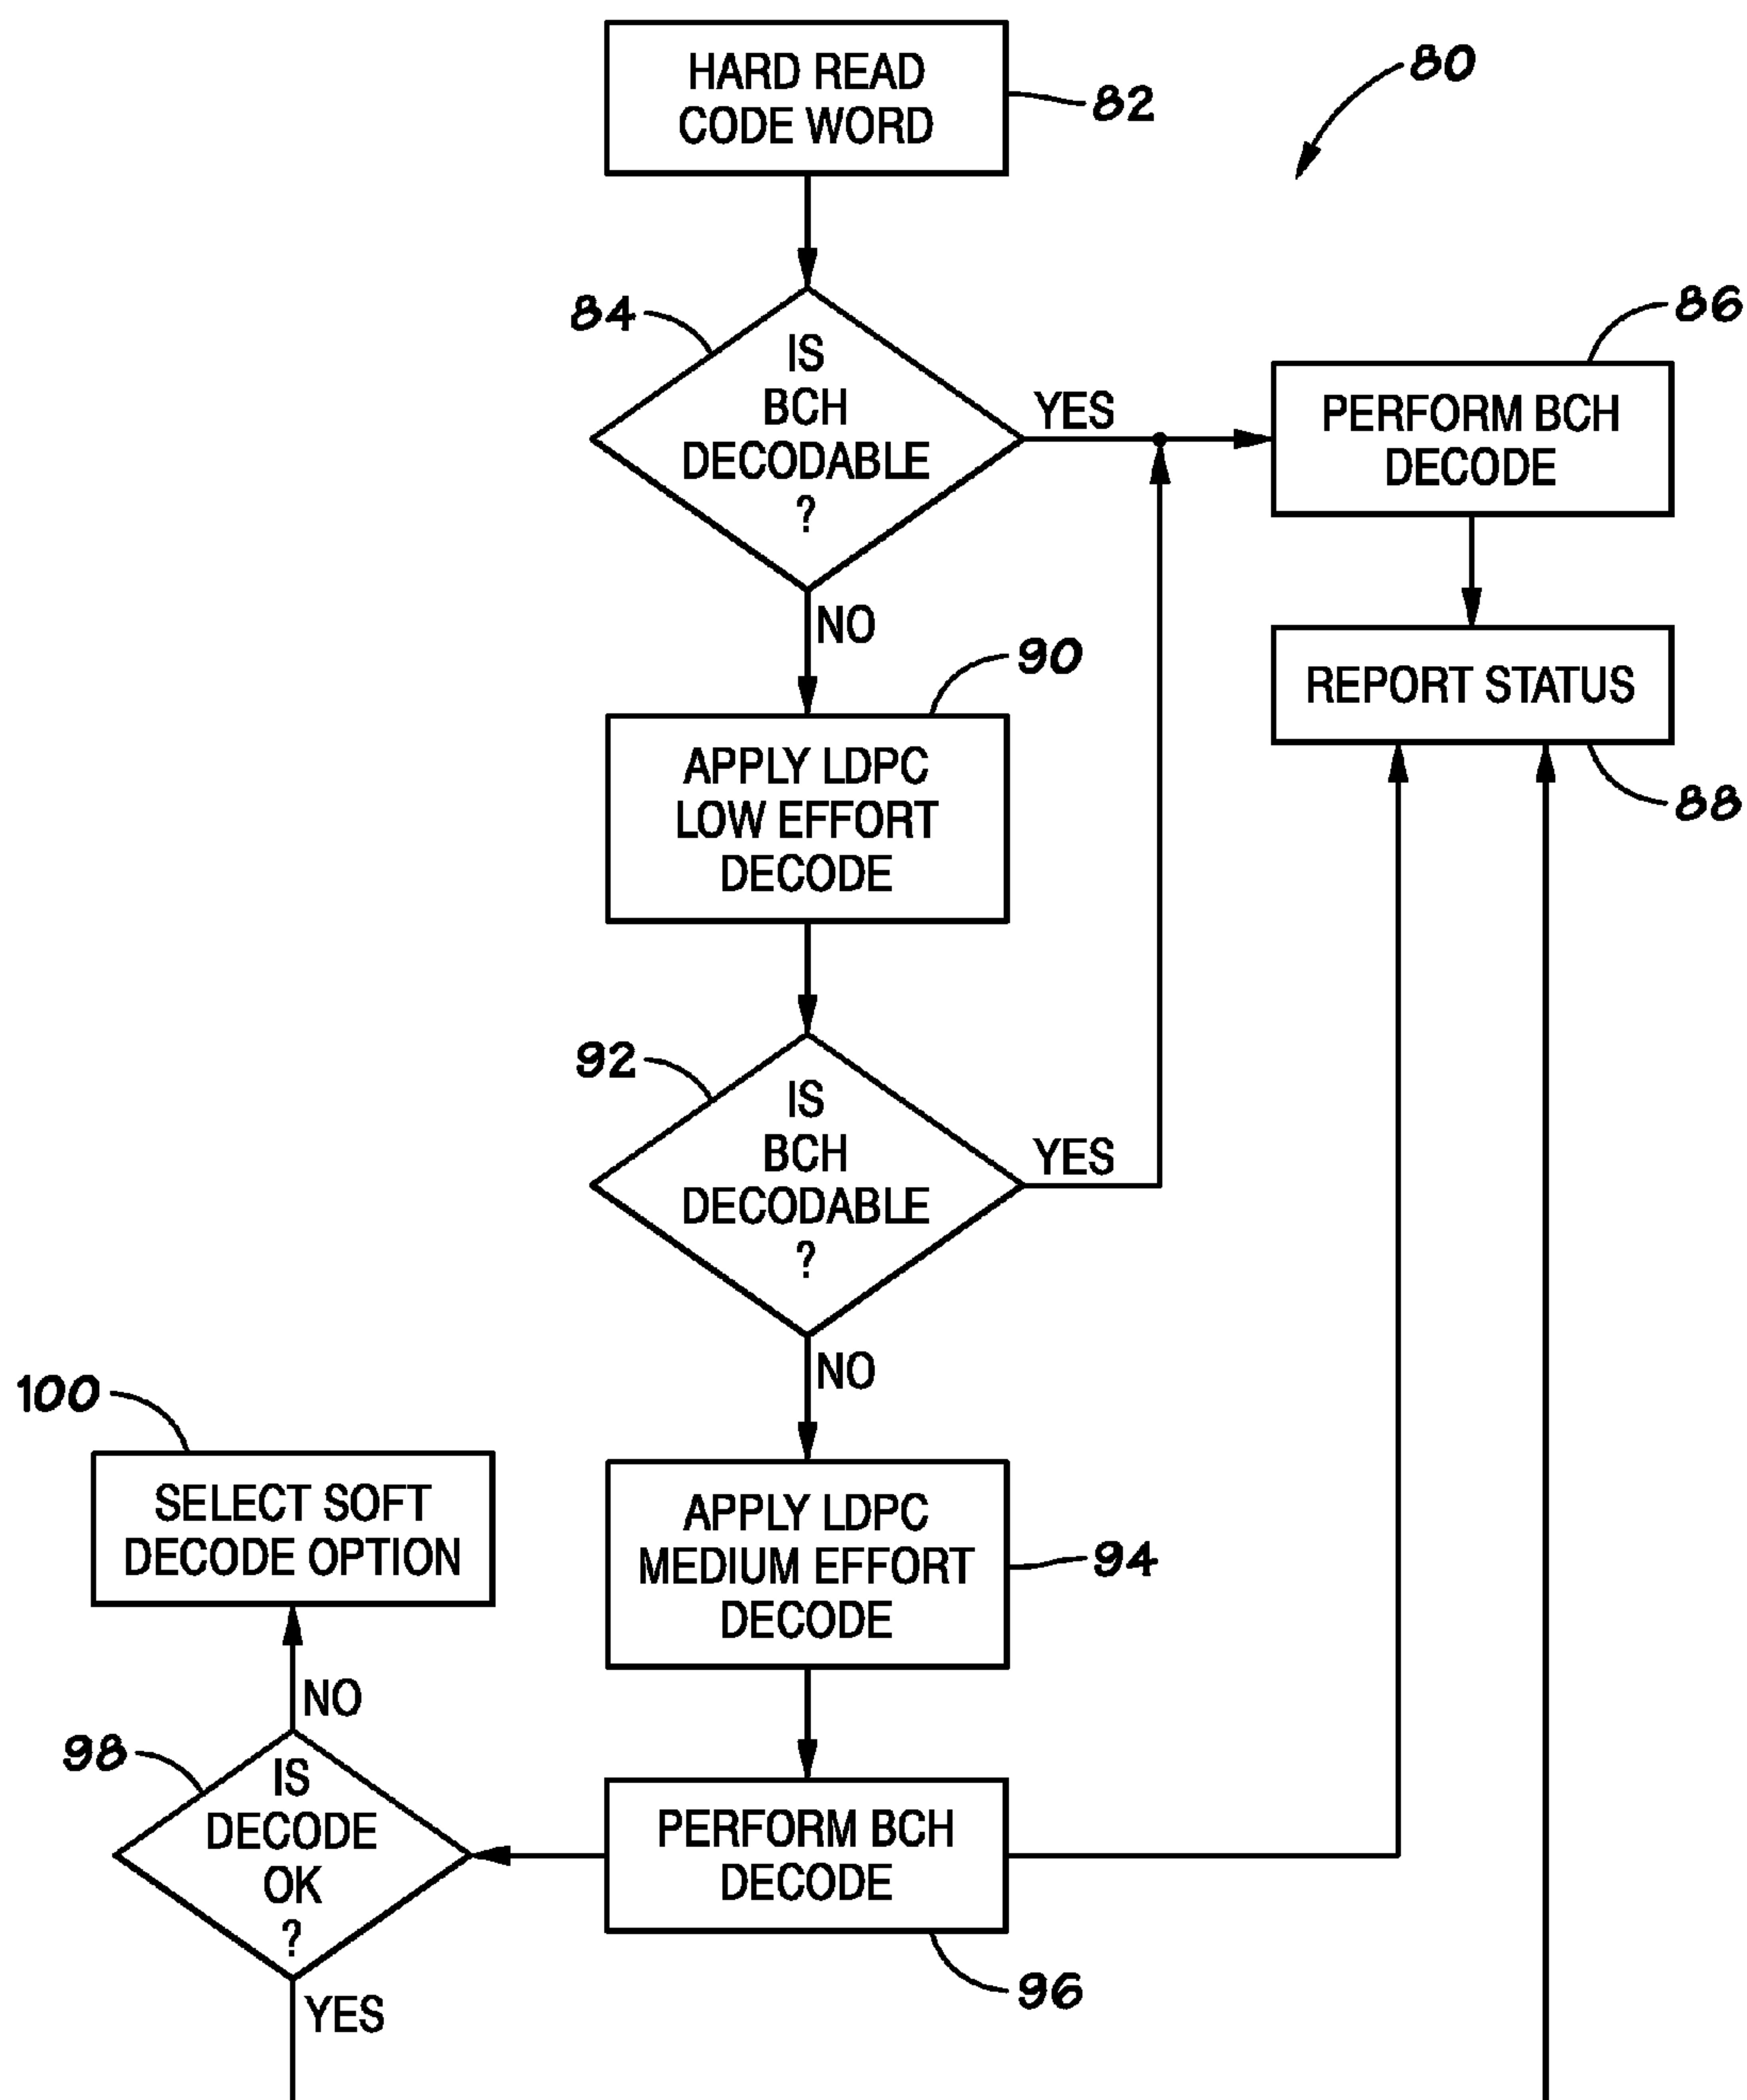 HARD READ
CODE WORD
82
80
84
IS
BCH
DECODABLE
?
YES
NO
86
PERFORM BCH
DECODE
REPORT STATUS
88
90
APPLY LDPC
LOW EFFORT
DECODE
92
IS
BCH
DECODABLE
?
YES
NO
100
SELECT SOFT
DECODE OPTION
APPLY LDPC
MEDIUM EFFORT
DECODE
94
NO
98
IS
DECODE
OK
?
YES
PERFORM BCH
DECODE
96